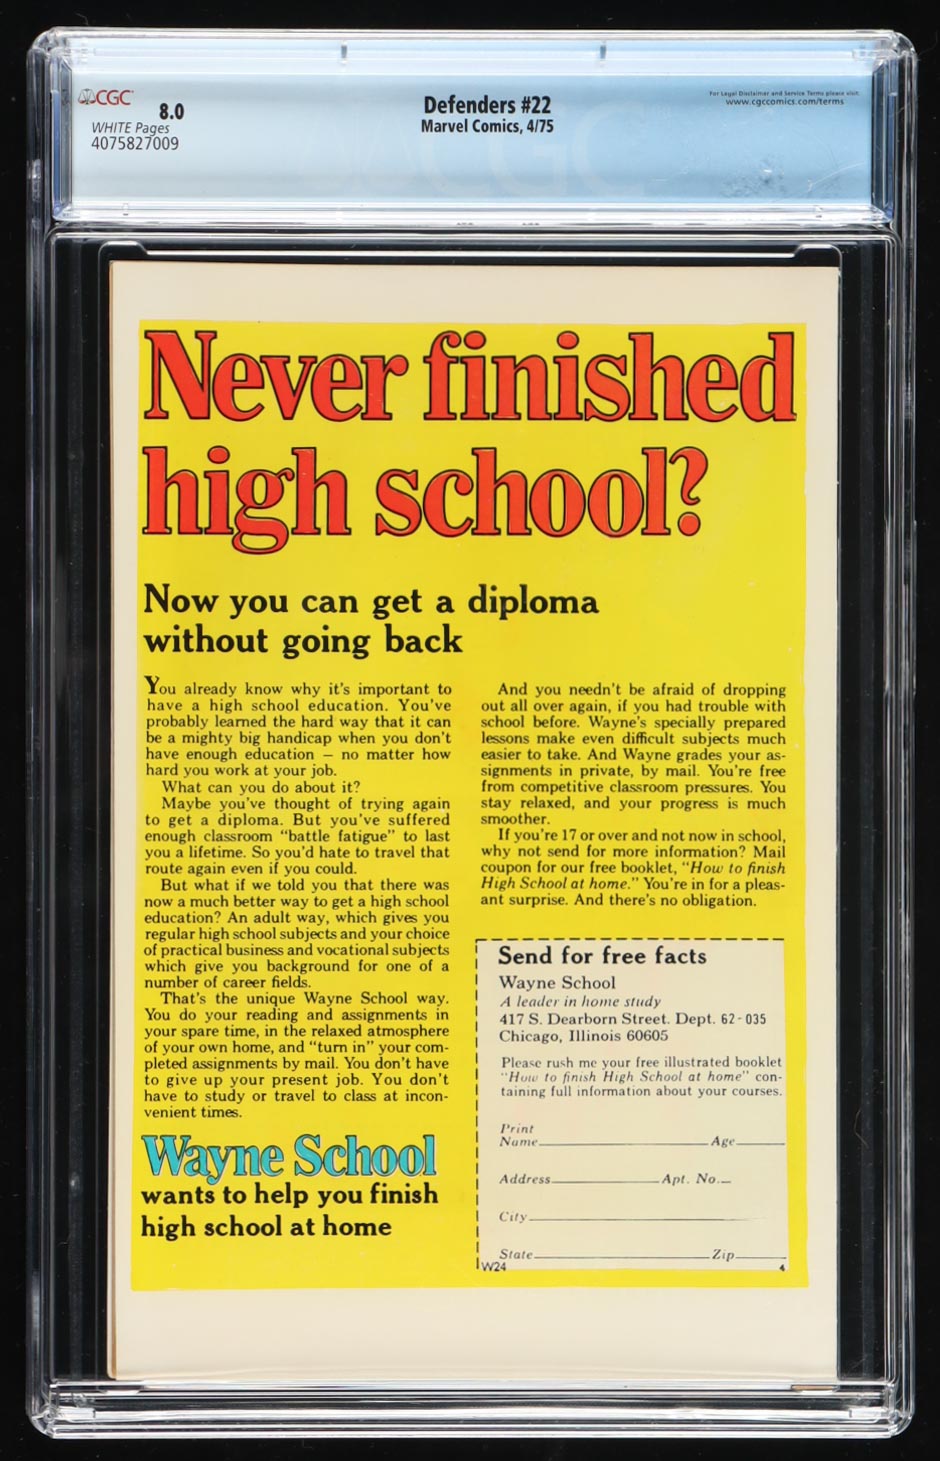 CGC
8.0
WHITE Pages
4075827009
Defenders #22
Marvel Comics, 4/75
For Legal Disclaimer and Service Terms please visit:
www.cgccomics.com/terms
CGC
Never finished
high school?
Now you can get a diploma
without going back
You already know why it's important to
have a high school education. You've
probably learned the hard way that it can
be a mighty big handicap when you don't
have enough education — no matter how
hard you work at your job.
What can you do about it?
Maybe you've thought of trying again
to get a diploma. But you've suffered
enough classroom "battle fatigue" to last
you a lifetime. So you'd hate to travel that
route again even if you could.
But what if we told you that there was
now a much better way to get a high school
education? An adult way, which gives you
regular high school subjects and your choice
of practical business and vocational subjects
which give you background for one of a
number of career fields.
That's the unique Wayne School way.
You do your reading and assignments in
your spare time, in the relaxed atmosphere
of your own home, and "turn in" your com-
pleted assignments by mail. You don't have
to give up your present job. You don't
have to study or travel to class at incon-
venient times.
Wayne School
wants to help you finish
high school at home
And you needn't be afraid of dropping
out all over again, if you had trouble with
school before. Wayne's specially prepared
lessons make even difficult subjects much
easier to take. And Wayne grades your as-
signments in private, by mail. You're free
from competitive classroom pressures. You
stay relaxed, and your progress is much
smoother.
If you're 17 or over and not now in school,
why not send for more information? Mail
coupon for our free booklet, "How to finish
High School at home." You're in for a pleas-
ant surprise. And there's no obligation.
Send for free facts
Wayne School
A leader in home study
417 S. Dearborn Street. Dept. 62-035
Chicago, Illinois 60605
Please rush me your free illustrated booklet
"How to finish High School at home" con-
taining full information about your courses.
Print
Name Age
Address Apt. No.
City
State Zip
W24 4